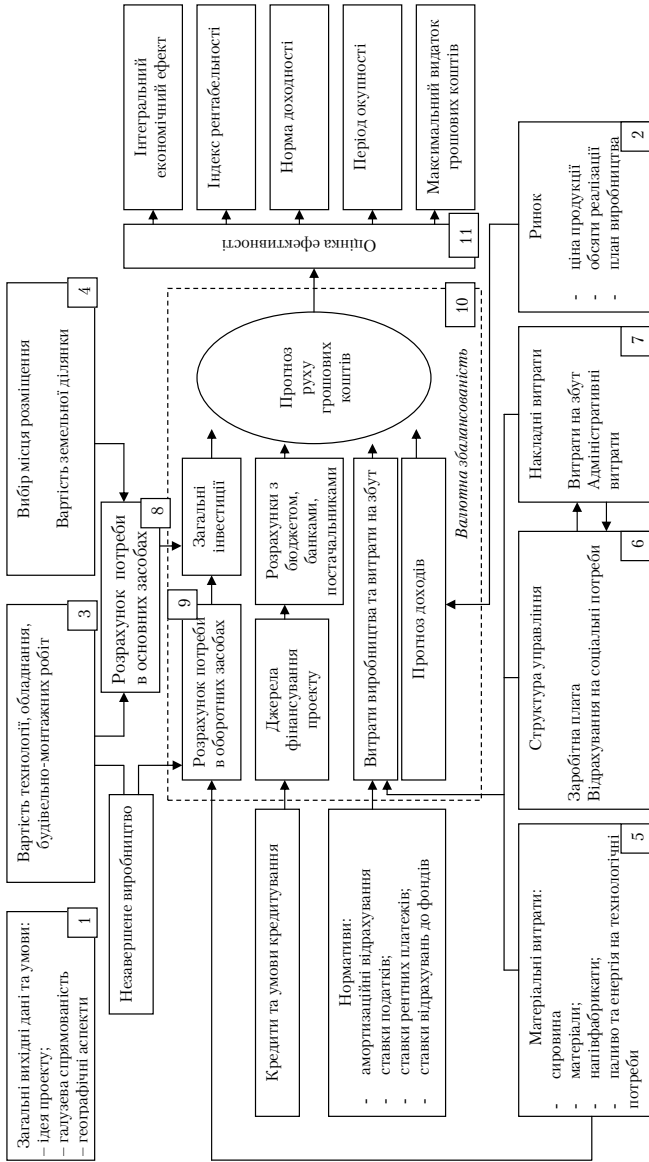 Загальні вихідні дані та умови:
– ідея проекту;
– галузева спрямованість
– географічні аспекти
1
Вартість технології, обладнання,
будівельно-монтажних робіт
3
Вибір місця розміщення
Вартість земельної ділянки
4
Незавершене виробництво
Розрахунок потреби
в основних засобах
8
Інтегральний
економічний ефект
Індекс рентабельності
Норма доходності
Період окупності
Максимальний видаток
грошових коштів
Оцінка ефективності
11
Кредити та умови кредитування
9
Розрахунок потреби
в оборотних засобах
Загальні
інвестиції
Джерела
фінансування
проекту
Розрахунки з
бюджетом,
банками,
постачальниками
Прогноз
руху
грошових
коштів
10
Нормативи:
- амортизаційні відрахування
- ставки податків;
- ставки рентних платежів;
- ставки відрахувань до фондів
Витрати виробництва та витрати на збут
Прогноз доходів
Валютна збалансованість
Матеріальні витрати:
- сировина
- матеріали;
- напівфабрикати;
- паливо та енергія на технологічні
потреби
5
Структура управління
Заробітна плата
Відрахування на соціальні потреби
6
Накладні витрати
Витрати на збут
Адміністративні
витрати
7
Ринок
- ціна продукції
- обсяги реалізації
- план виробництва
2